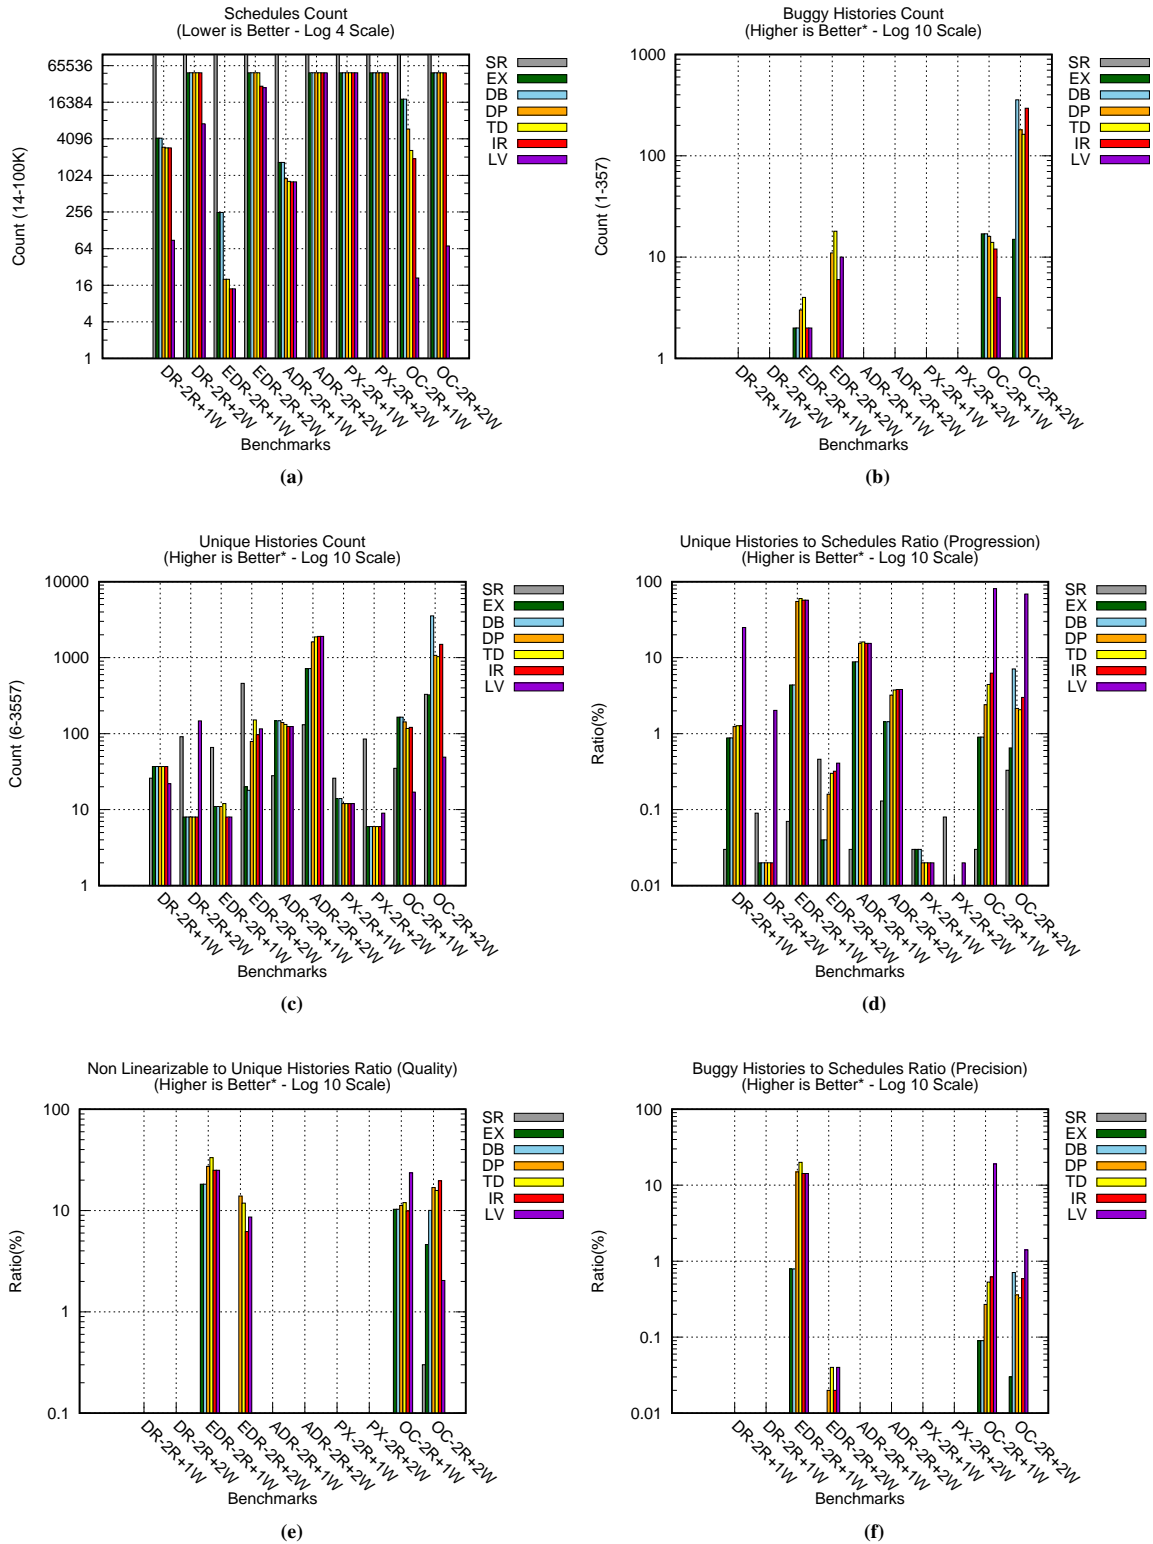 Schedules Count
(Lower is Better - Log 4 Scale)
65536
16384
4096
1024
256
64
16
4
1
Count (14-100K)
SR
EX
DB
DP
TD
IR
LV
DR-2R+1W
DR-2R+2W
EDR-2R+1W
EDR-2R+2W
ADR-2R+1W
ADR-2R+2W
PX-2R+1W
PX-2R+2W
OC-2R+1W
OC-2R+2W
Benchmarks
(a)
Buggy Histories Count
(Higher is Better* - Log 10 Scale)
1000
100
10
1
Count (1-357)
SR
EX
DB
DP
TD
IR
LV
DR-2R+1W
DR-2R+2W
EDR-2R+1W
EDR-2R+2W
ADR-2R+1W
ADR-2R+2W
PX-2R+1W
PX-2R+2W
OC-2R+1W
OC-2R+2W
Benchmarks
(b)
Unique Histories Count
(Higher is Better* - Log 10 Scale)
10000
1000
100
10
1
Count (6-3557)
SR
EX
DB
DP
TD
IR
LV
DR-2R+1W
DR-2R+2W
EDR-2R+1W
EDR-2R+2W
ADR-2R+1W
ADR-2R+2W
PX-2R+1W
PX-2R+2W
OC-2R+1W
OC-2R+2W
Benchmarks
(c)
Unique Histories to Schedules Ratio (Progression)
(Higher is Better* - Log 10 Scale)
100
10
1
0.1
0.01
Ratio(%)
SR
EX
DB
DP
TD
IR
LV
DR-2R+1W
DR-2R+2W
EDR-2R+1W
EDR-2R+2W
ADR-2R+1W
ADR-2R+2W
PX-2R+1W
PX-2R+2W
OC-2R+1W
OC-2R+2W
Benchmarks
(d)
Non Linearizable to Unique Histories Ratio (Quality)
(Higher is Better* - Log 10 Scale)
100
10
1
0.1
Ratio(%)
SR
EX
DB
DP
TD
IR
LV
DR-2R+1W
DR-2R+2W
EDR-2R+1W
EDR-2R+2W
ADR-2R+1W
ADR-2R+2W
PX-2R+1W
PX-2R+2W
OC-2R+1W
OC-2R+2W
Benchmarks
(e)
Buggy Histories to Schedules Ratio (Precision)
(Higher is Better* - Log 10 Scale)
100
10
1
0.1
0.01
Ratio(%)
SR
EX
DB
DP
TD
IR
LV
DR-2R+1W
DR-2R+2W
EDR-2R+1W
EDR-2R+2W
ADR-2R+1W
ADR-2R+2W
PX-2R+1W
PX-2R+2W
OC-2R+1W
OC-2R+2W
Benchmarks
(f)